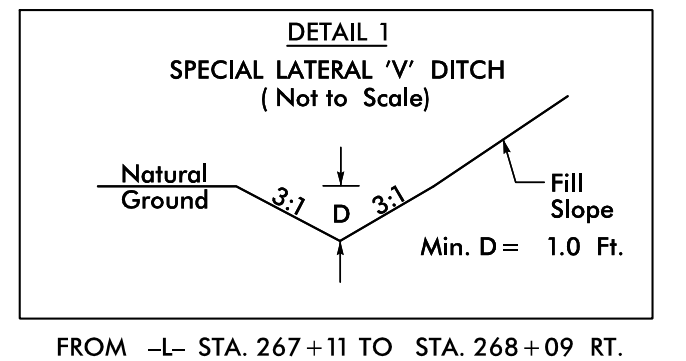 DETAIL 1
SPECIAL LATERAL 'V' DITCH
( Not to Scale)
Natural
Ground
3:1
D
3:1
Fill
Slope
Min. D = 1.0 Ft.
FROM -L- STA. 267+11 TO STA. 268+09 RT.